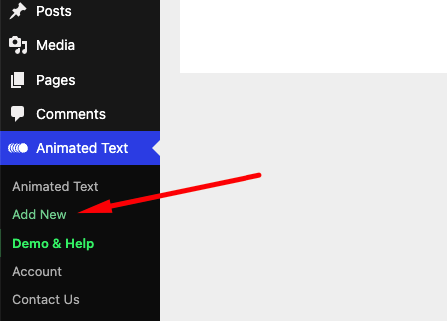 Posts
Media
Pages
Comments
Animated Text
Animated Text
Add New
Demo & Help
Account
Contact Us